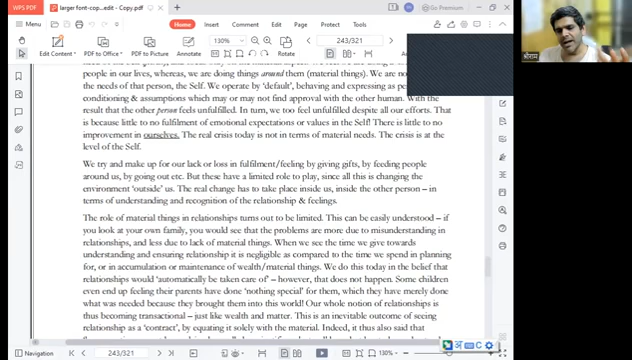 WPS PDF
larger font-cop...edit - Copy.pdf
Go Premium
Menu
Home
Insert
Comment
Edit
Page
Protect
Tools
130%
243/321
Edit Content
PDF to Office
PDF to Picture
Annotate
Rotate
people in our lives, whereas, we are doing things around them (material things). We are no
the needs of that person, the Self. We operate by ‘default’, behaving and expressing as pe
conditioning & assumptions which may or may not find approval with the other human. With the
result that the other person feels unfulfilled. In turn, we too feel unfulfilled despite all our efforts. That
is because little to no fulfilment of emotional expectations or values in the Self! There is little to no
improvement in ourselves. The real crisis today is not in terms of material needs. The crisis is at the
level of the Self.
We try and make up for our lack or loss in fulfilment/feeling by giving gifts, by feeding people
around us, by going out etc. But these have a limited role to play, since all this is changing the
environment ‘outside’ us. The real change has to take place inside us, inside the other person – in
terms of understanding and recognition of the relationship & feelings.
The role of material things in relationships turns out to be limited. This can be easily understood – if
you look at your own family, you would see that the problems are more due to misunderstanding in
relationships, and less due to lack of material things. When we see the time we give towards
understanding and ensuring relationship it is negligible as compared to the time we spend in planning
for, or in accumulation or maintenance of wealth/material things. We do this today in the belief that
relationships would ‘automatically be taken care of’ – however, that does not happen. Some children
even end up feeling their parents have done ‘nothing special’ for them, which they have merely done
what was needed because they brought them into this world! Our whole notion of relationships is
thus becoming transactional – just like wealth and matter. This is an inevitable outcome of seeing
relationship as a ‘contract’, by equating it solely with the material. Indeed, it thus also said that
Navigation
243/321
130%
श्रीराम